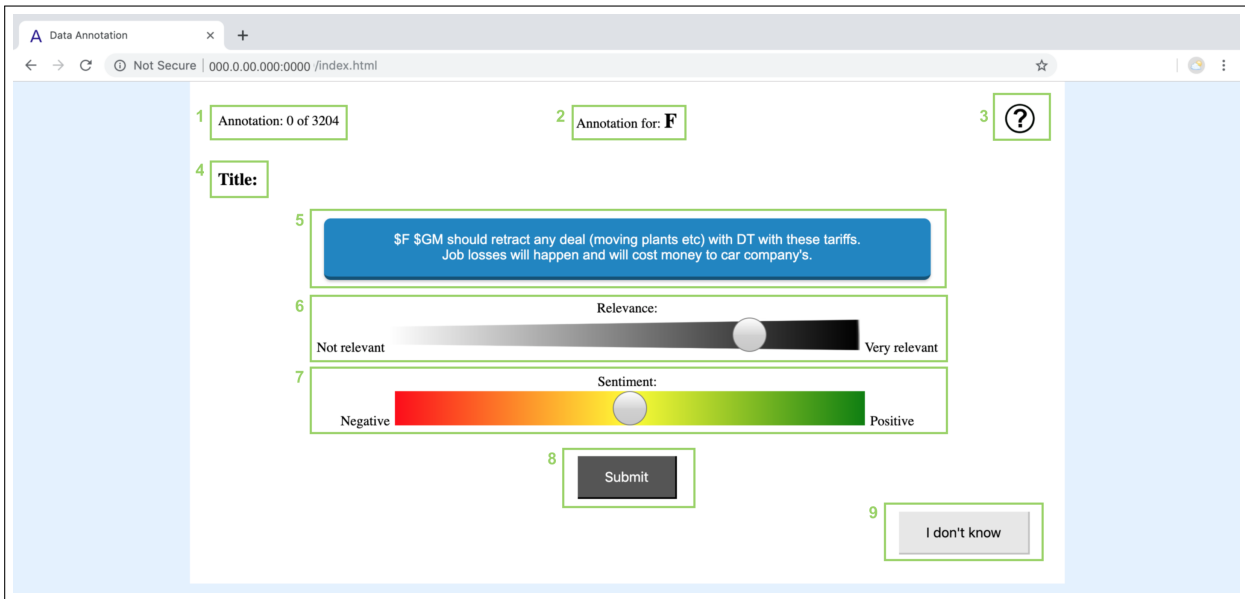 A Data Annotation × +
Not Secure | 000.0.00.000:0000 /index.html
1 Annotation: 0 of 3204 2 Annotation for: F 3 ?
4 Title:
5
$F $GM should retract any deal (moving plants etc) with DT with these tariffs.
Job losses will happen and will cost money to car company's.
6 Relevance:
Not relevant Very relevant
7 Sentiment:
Negative Positive
8 Submit
9 I don't know